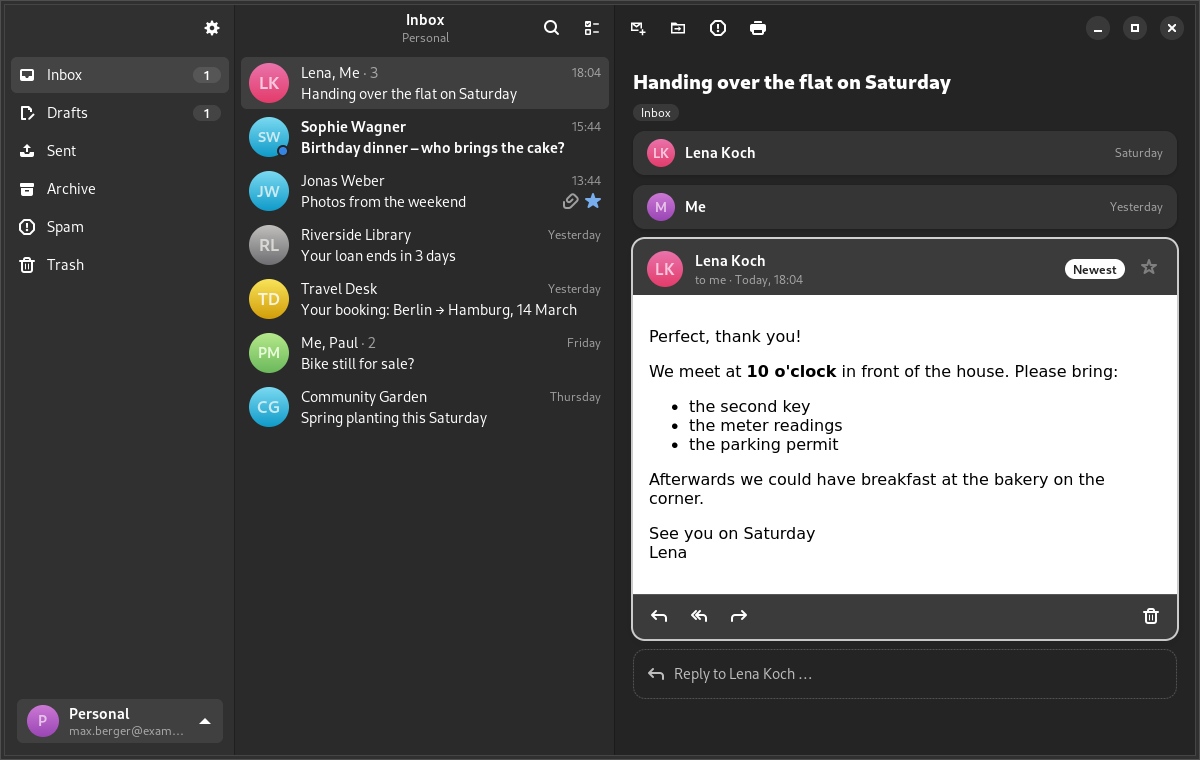 Inbox 1
Drafts 1
Sent
Archive
Spam
Trash
P
Personal
max.berger@exam…
Inbox
Personal
LK
Lena, Me · 3 18:04
Handing over the flat on Saturday
SW
Sophie Wagner 15:44
Birthday dinner – who brings the cake?
JW
Jonas Weber 13:44
Photos from the weekend
RL
Riverside Library Yesterday
Your loan ends in 3 days
TD
Travel Desk Yesterday
Your booking: Berlin → Hamburg, 14 March
PM
Me, Paul · 2 Friday
Bike still for sale?
CG
Community Garden Thursday
Spring planting this Saturday
Handing over the flat on Saturday
Inbox
LK Lena Koch Saturday
M Me Yesterday
LK
Lena Koch
to me · Today, 18:04
Newest
Perfect, thank you!
We meet at 10 o'clock in front of the house. Please bring:
• the second key
• the meter readings
• the parking permit
Afterwards we could have breakfast at the bakery on the
corner.
See you on Saturday
Lena
Reply to Lena Koch …